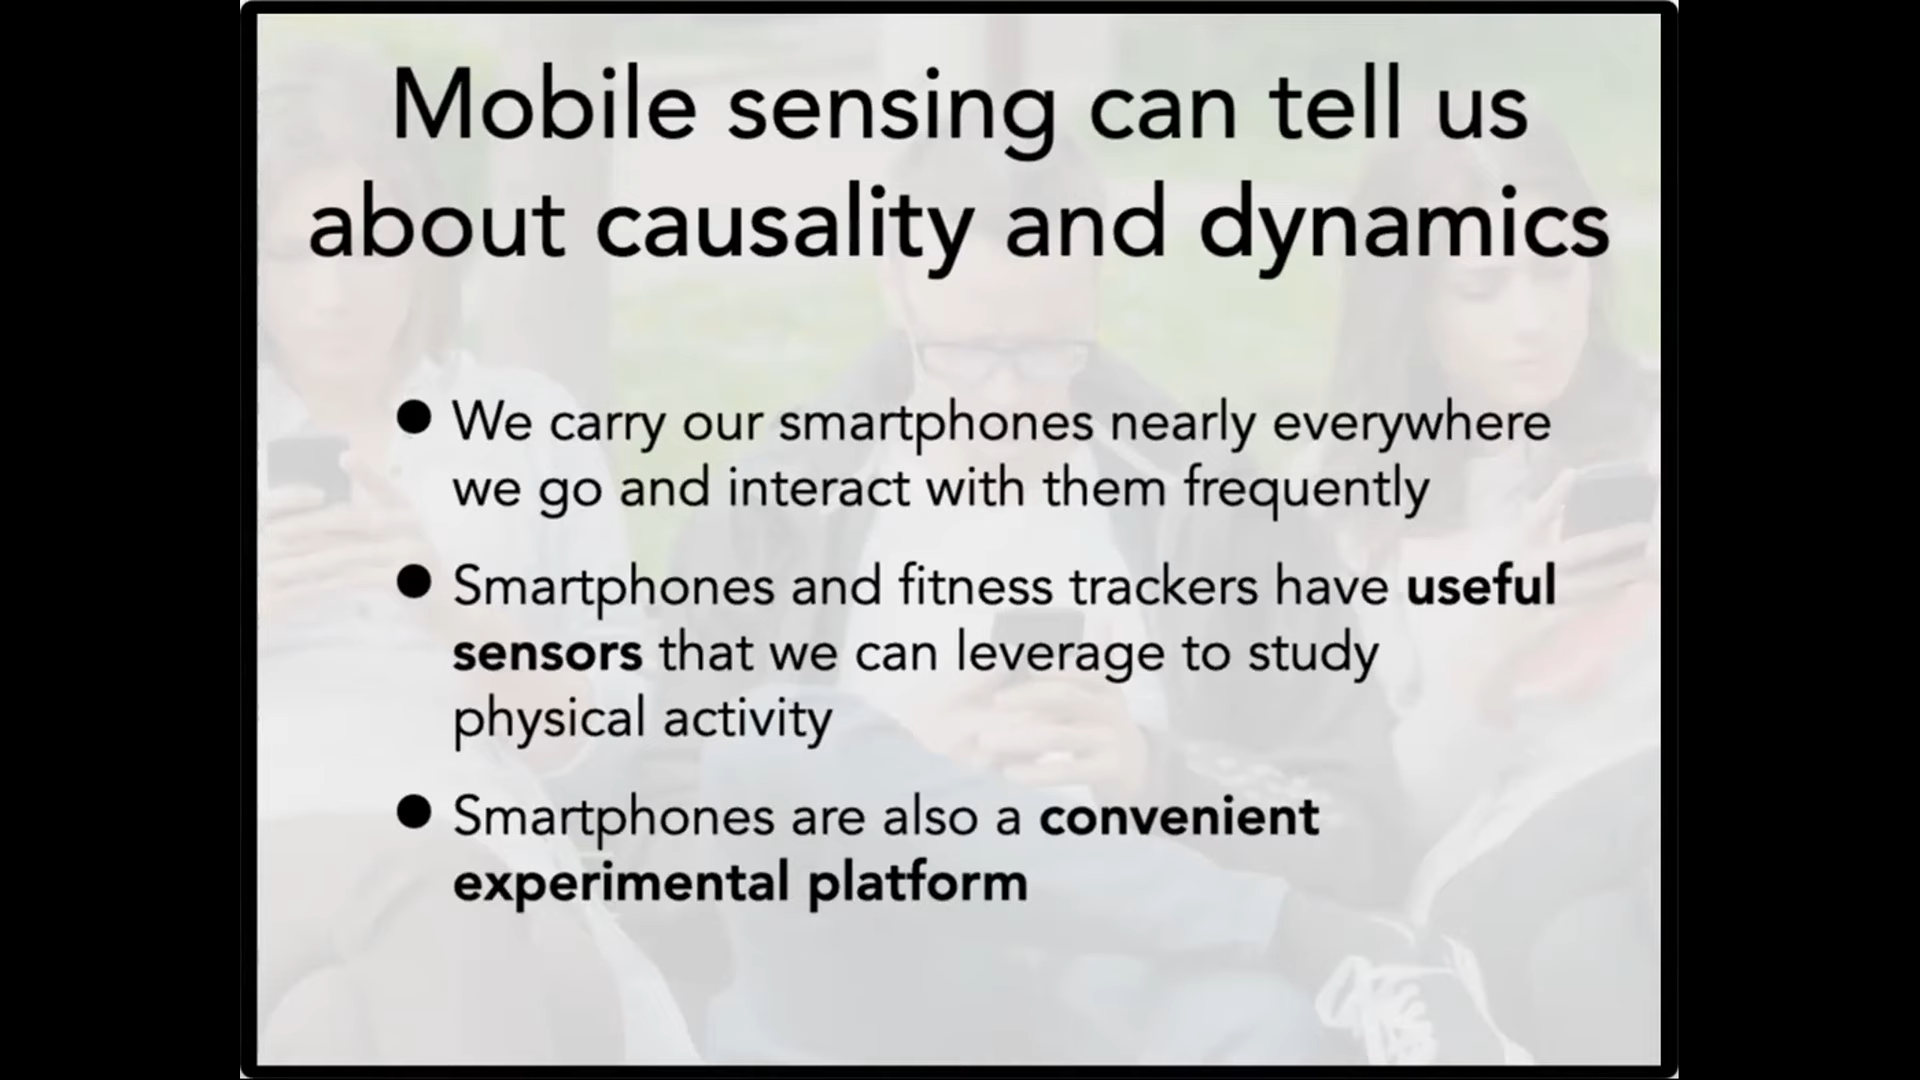 Mobile sensing can tell us
about causality and dynamics
● We carry our smartphones nearly everywhere
we go and interact with them frequently
● Smartphones and fitness trackers have useful
sensors that we can leverage to study
physical activity
● Smartphones are also a convenient
experimental platform